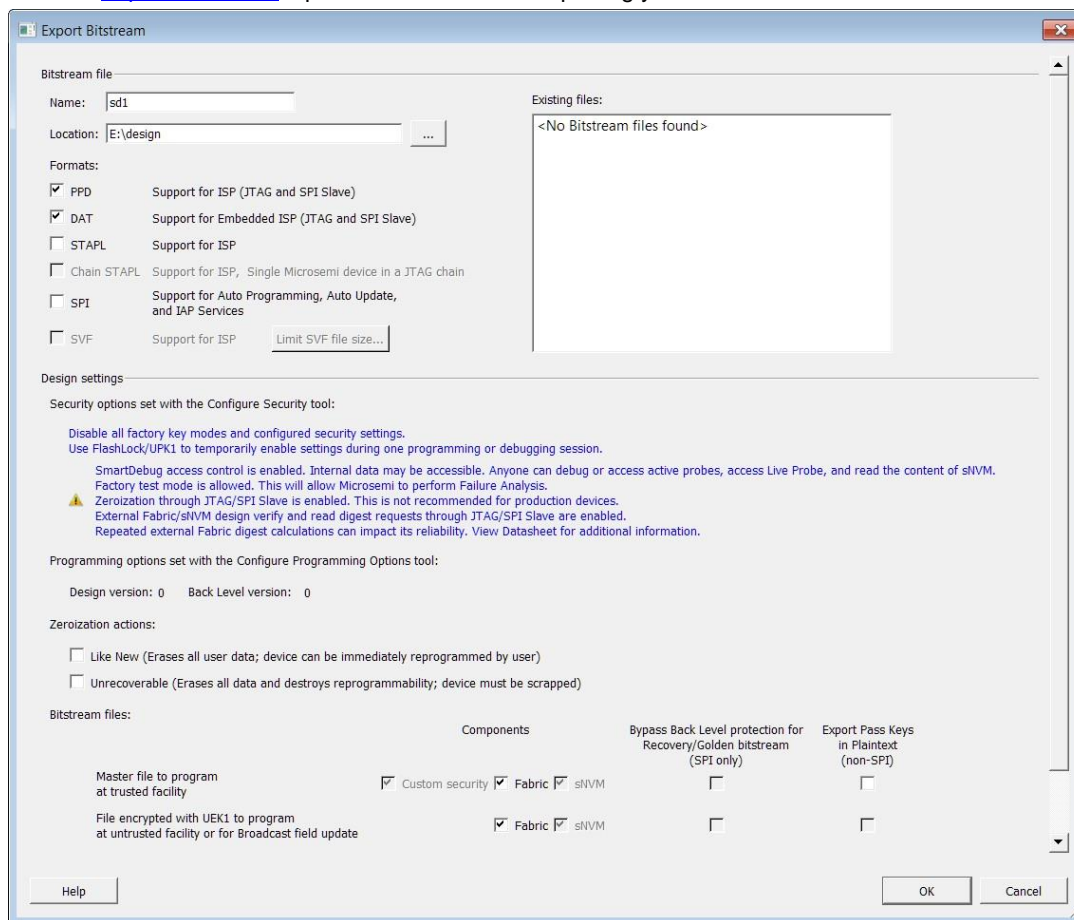 Export Bitstream
Bitstream file
Name: sd1
Location: E:\design ...
Existing files:
<No Bitstream files found>
Formats:
PPD Support for ISP (JTAG and SPI Slave)
DAT Support for Embedded ISP (JTAG and SPI Slave)
STAPL Support for ISP
Chain STAPL Support for ISP, Single Microsemi device in a JTAG chain
SPI Support for Auto Programming, Auto Update,
and IAP Services
SVF Support for ISP Limit SVF file size...
Design settings
Security options set with the Configure Security tool:
Disable all factory key modes and configured security settings.
Use FlashLock/UPK1 to temporarily enable settings during one programming or debugging session.
SmartDebug access control is enabled. Internal data may be accessible. Anyone can debug or access active probes, access Live Probe, and read the content of sNVM.
Factory test mode is allowed. This will allow Microsemi to perform Failure Analysis.
Zeroization through JTAG/SPI Slave is enabled. This is not recommended for production devices.
External Fabric/sNVM design verify and read digest requests through JTAG/SPI Slave are enabled.
Repeated external Fabric digest calculations can impact its reliability. View Datasheet for additional information.
Programming options set with the Configure Programming Options tool:
Design version: 0 Back Level version: 0
Zeroization actions:
Like New (Erases all user data; device can be immediately reprogrammed by user)
Unrecoverable (Erases all data and destroys reprogrammability; device must be scrapped)
Bitstream files:
Components
Bypass Back Level protection for
Recovery/Golden bitstream
(SPI only)
Export Pass Keys
in Plaintext
(non-SPI)
Master file to program
at trusted facility
Custom security Fabric sNVM
File encrypted with UEK1 to program
at untrusted facility or for Broadcast field update
Fabric sNVM
Help OK Cancel